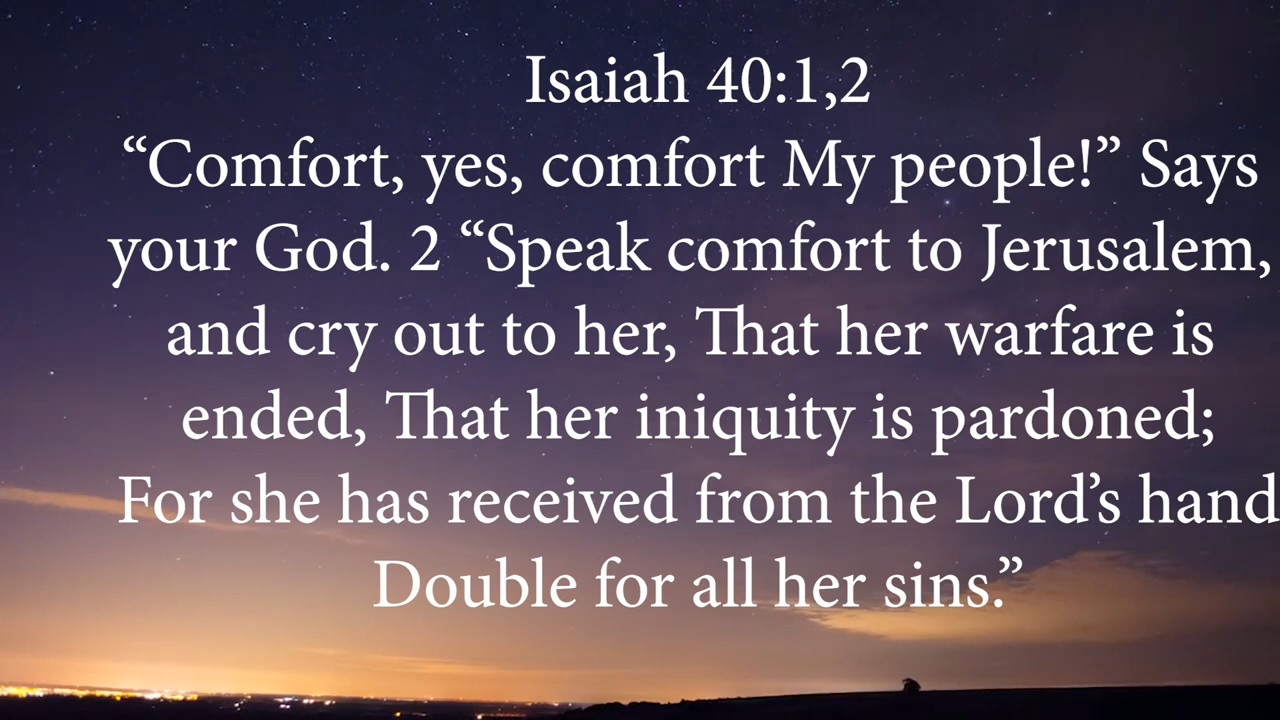 Isaiah 40:1,2
“Comfort, yes, comfort My people!” Says
your God. 2 “Speak comfort to Jerusalem,
and cry out to her, That her warfare is
ended, That her iniquity is pardoned;
For she has received from the Lord’s hand
Double for all her sins.”